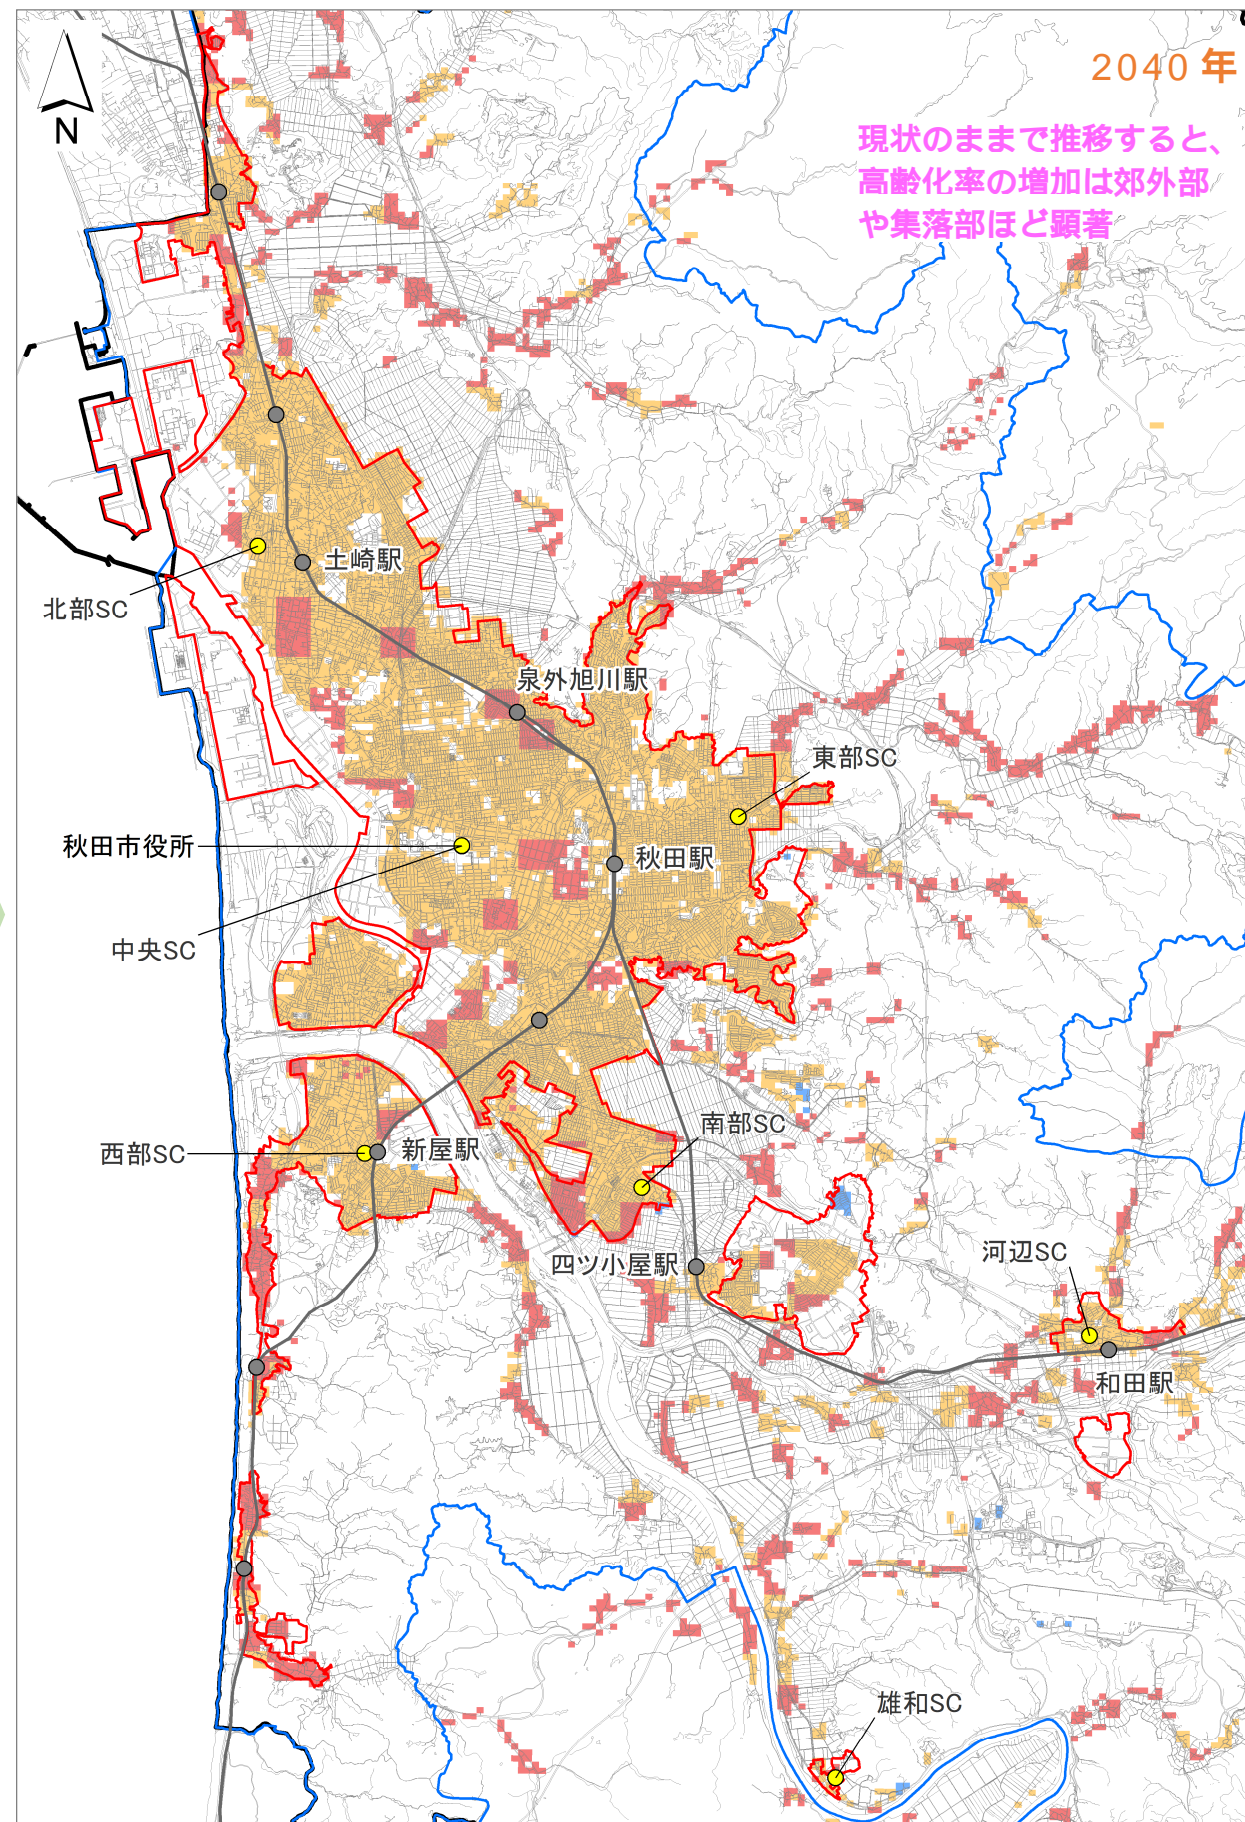 2040 年
現状のままで推移すると、
高齢化率の増加は郊外部
や集落部ほど顕著
N
土崎駅
北部SC
泉外旭川駅
東部SC
秋田市役所
秋田駅
中央SC
南部SC
西部SC
新屋駅
河辺SC
四ツ小屋駅
和田駅
雄和SC